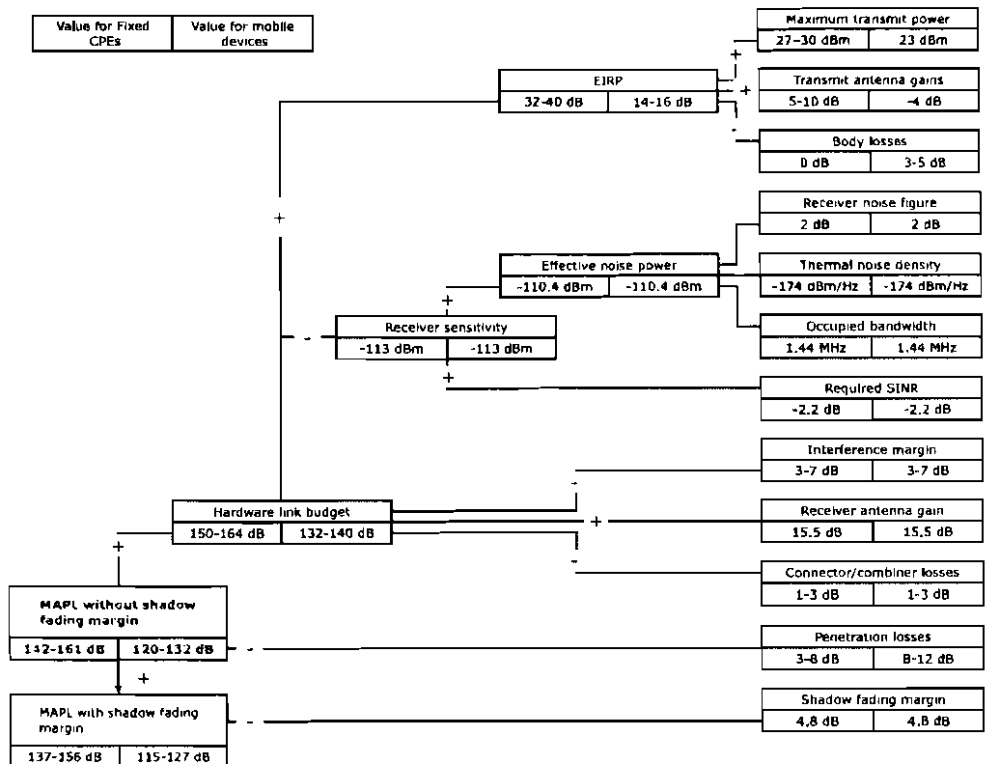 Value for Fixed CPEs
Value for mobile devices
Maximum transmit power
27-30 dBm 23 dBm
+
EIRP
32-40 dB 14-16 dB
+
Transmit antenna gains
5-10 dB -4 dB
-
Body losses
0 dB 3-5 dB
+
Receiver noise figure
2 dB 2 dB
Effective noise power
-110.4 dBm -110.4 dBm
Thermal noise density
-174 dBm/Hz -174 dBm/Hz
+
Receiver sensitivity
-113 dBm -113 dBm
-
Occupied bandwidth
1.44 MHz 1.44 MHz
+
Required SINR
-2.2 dB -2.2 dB
Interference margin
3-7 dB 3-7 dB
-
Hardware link budget
150-164 dB 132-140 dB
+
Receiver antenna gain
15.5 dB 15.5 dB
+
-
Connector/combiner losses
1-3 dB 1-3 dB
MAPL without shadow
fading margin
142-161 dB 120-132 dB
-
Penetration losses
3-8 dB 8-12 dB
+
MAPL with shadow fading
margin
137-156 dB 115-127 dB
-
Shadow fading margin
4.8 dB 4.8 dB